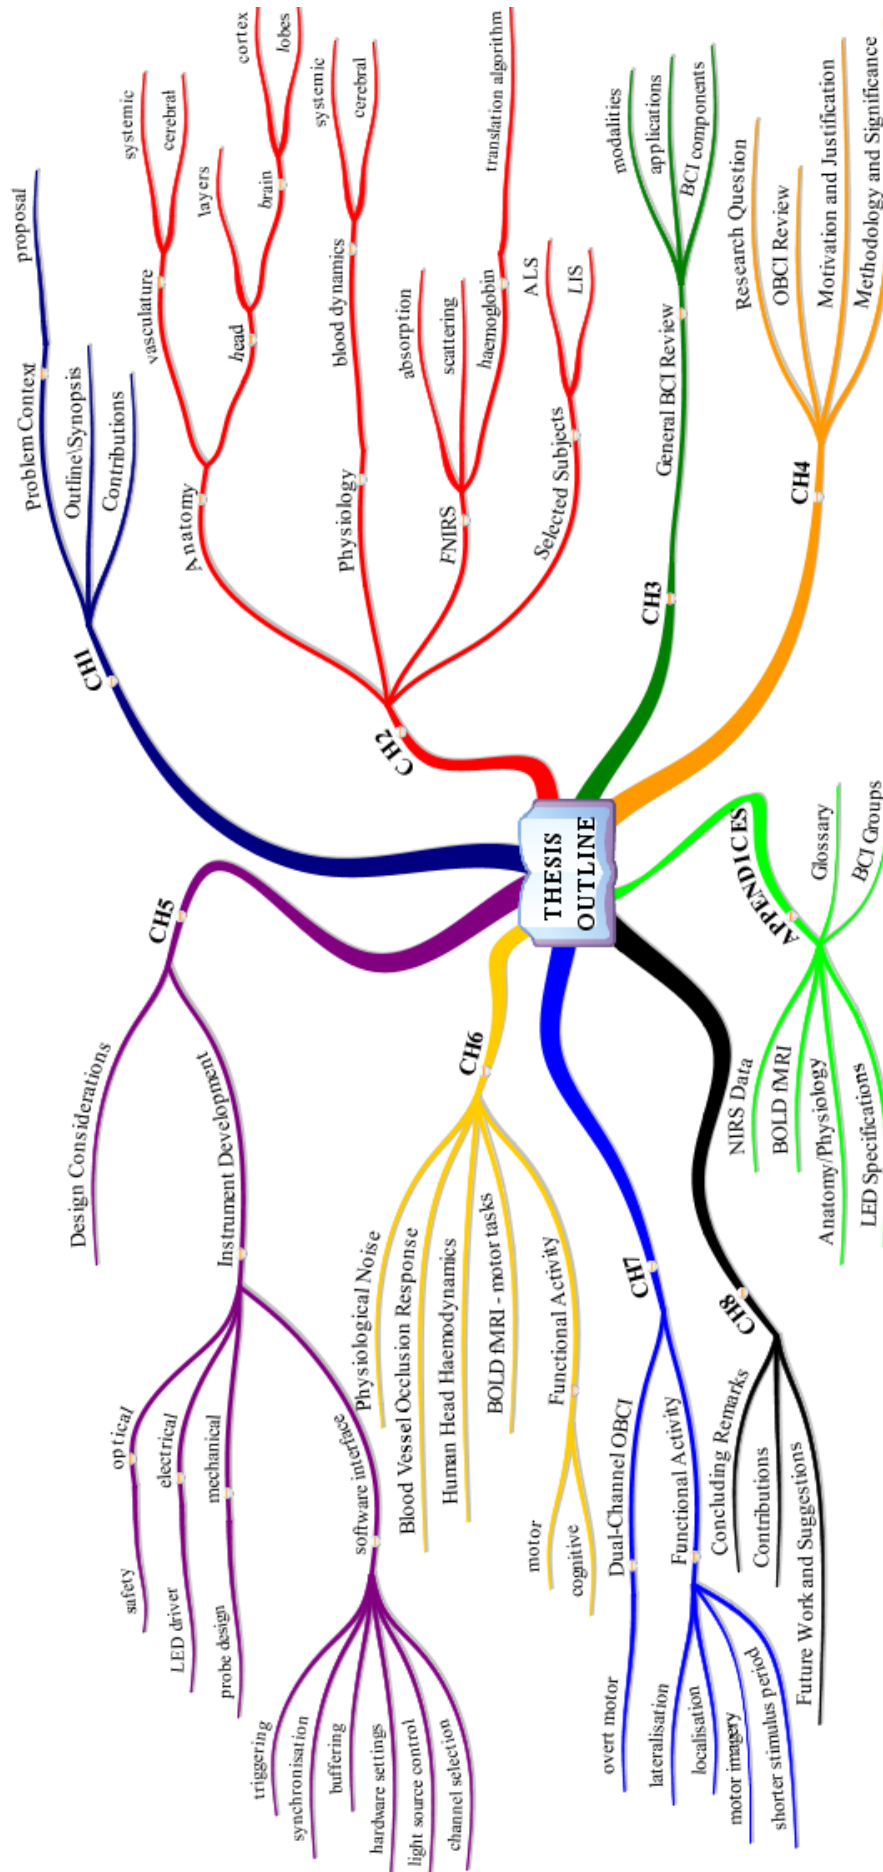 THESIS
OUTLINE
CH1
Problem Context
proposal
Outline\Synopsis
Contributions
CH2
Anatomy
vasculature
systemic
cerebral
head
layers
brain
cortex
lobes
Physiology
blood dynamics
systemic
cerebral
FNIRS
absorption
scattering
haemoglobin
translation algorithm
Selected Subjects
ALS
LIS
CH3
General BCI Review
modalities
applications
BCI components
CH4
Research Question
OBCI Review
Motivation and Justification
Methodology and Significance
CH5
Design Considerations
Instrument Development
optical
safety
electrical
LED driver
mechanical
probe design
software interface
triggering
synchronisation
buffering
hardware settings
light source control
channel selection
CH6
Physiological Noise
Blood Vessel Occlusion Response
Human Head Haemodynamics
BOLD fMRI - motor tasks
Functional Activity
motor
cognitive
CH7
Dual-Channel OBCI
overt motor
Functional Activity
lateralisation
localisation
motor imagery
shorter stimulus period
CH8
Concluding Remarks
Contributions
Future Work and Suggestions
APPENDICES
Glossary
BCI Groups
NIRS Data
BOLD fMRI
Anatomy/Physiology
LED Specifications